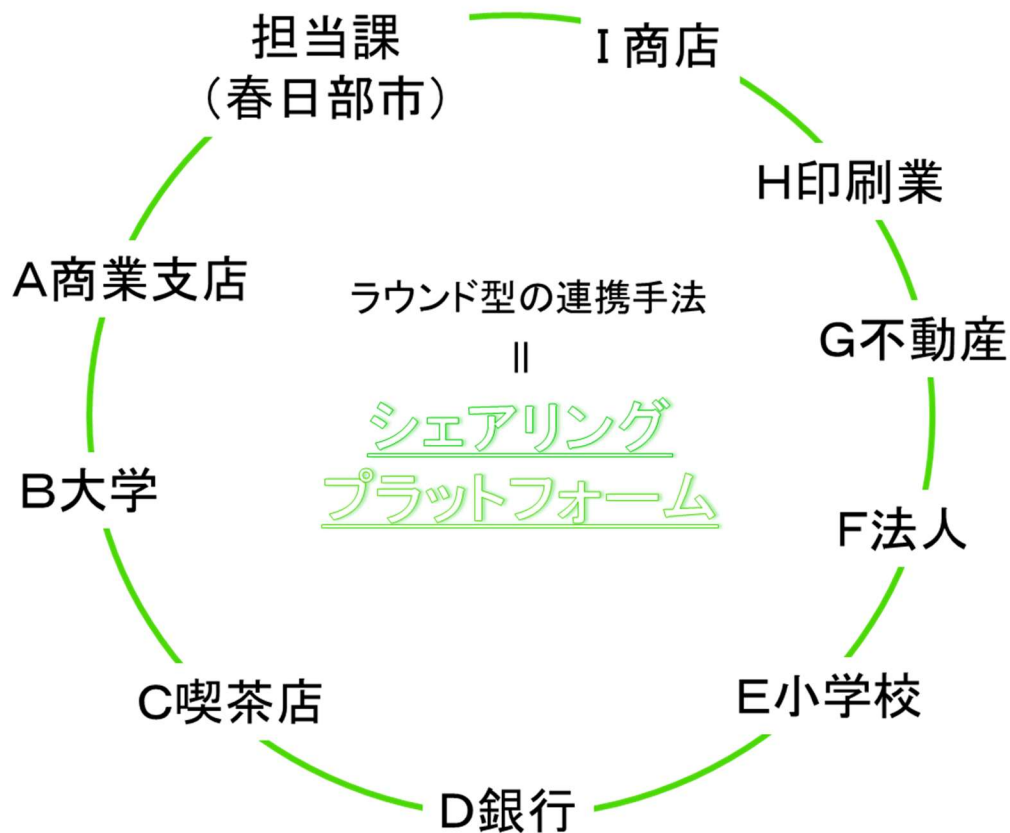 担当課
（春日部市）
I 商店
H印刷業
A商業支店
ラウンド型の連携手法
G不動産
＝
シェアリング
プラットフォーム
B大学
F法人
C喫茶店
E小学校
D銀行